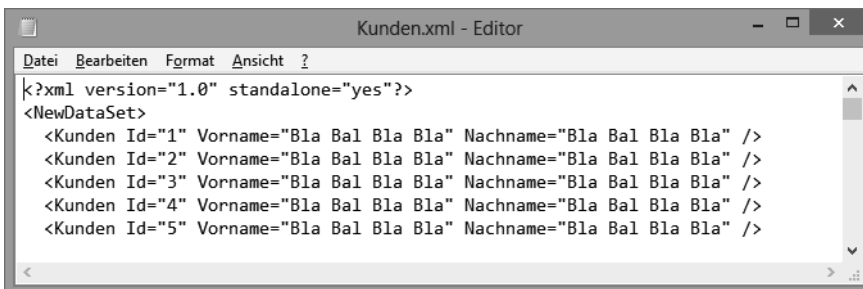 Kunden.xml - Editor
Datei Bearbeiten Format Ansicht ?
<?xml version="1.0" standalone="yes"?>
<NewDataSet>
<Kunden Id="1" Vorname="Bla Bal Bla Bla" Nachname="Bla Bal Bla Bla" />
<Kunden Id="2" Vorname="Bla Bal Bla Bla" Nachname="Bla Bal Bla Bla" />
<Kunden Id="3" Vorname="Bla Bal Bla Bla" Nachname="Bla Bal Bla Bla" />
<Kunden Id="4" Vorname="Bla Bal Bla Bla" Nachname="Bla Bal Bla Bla" />
<Kunden Id="5" Vorname="Bla Bal Bla Bla" Nachname="Bla Bal Bla Bla" />